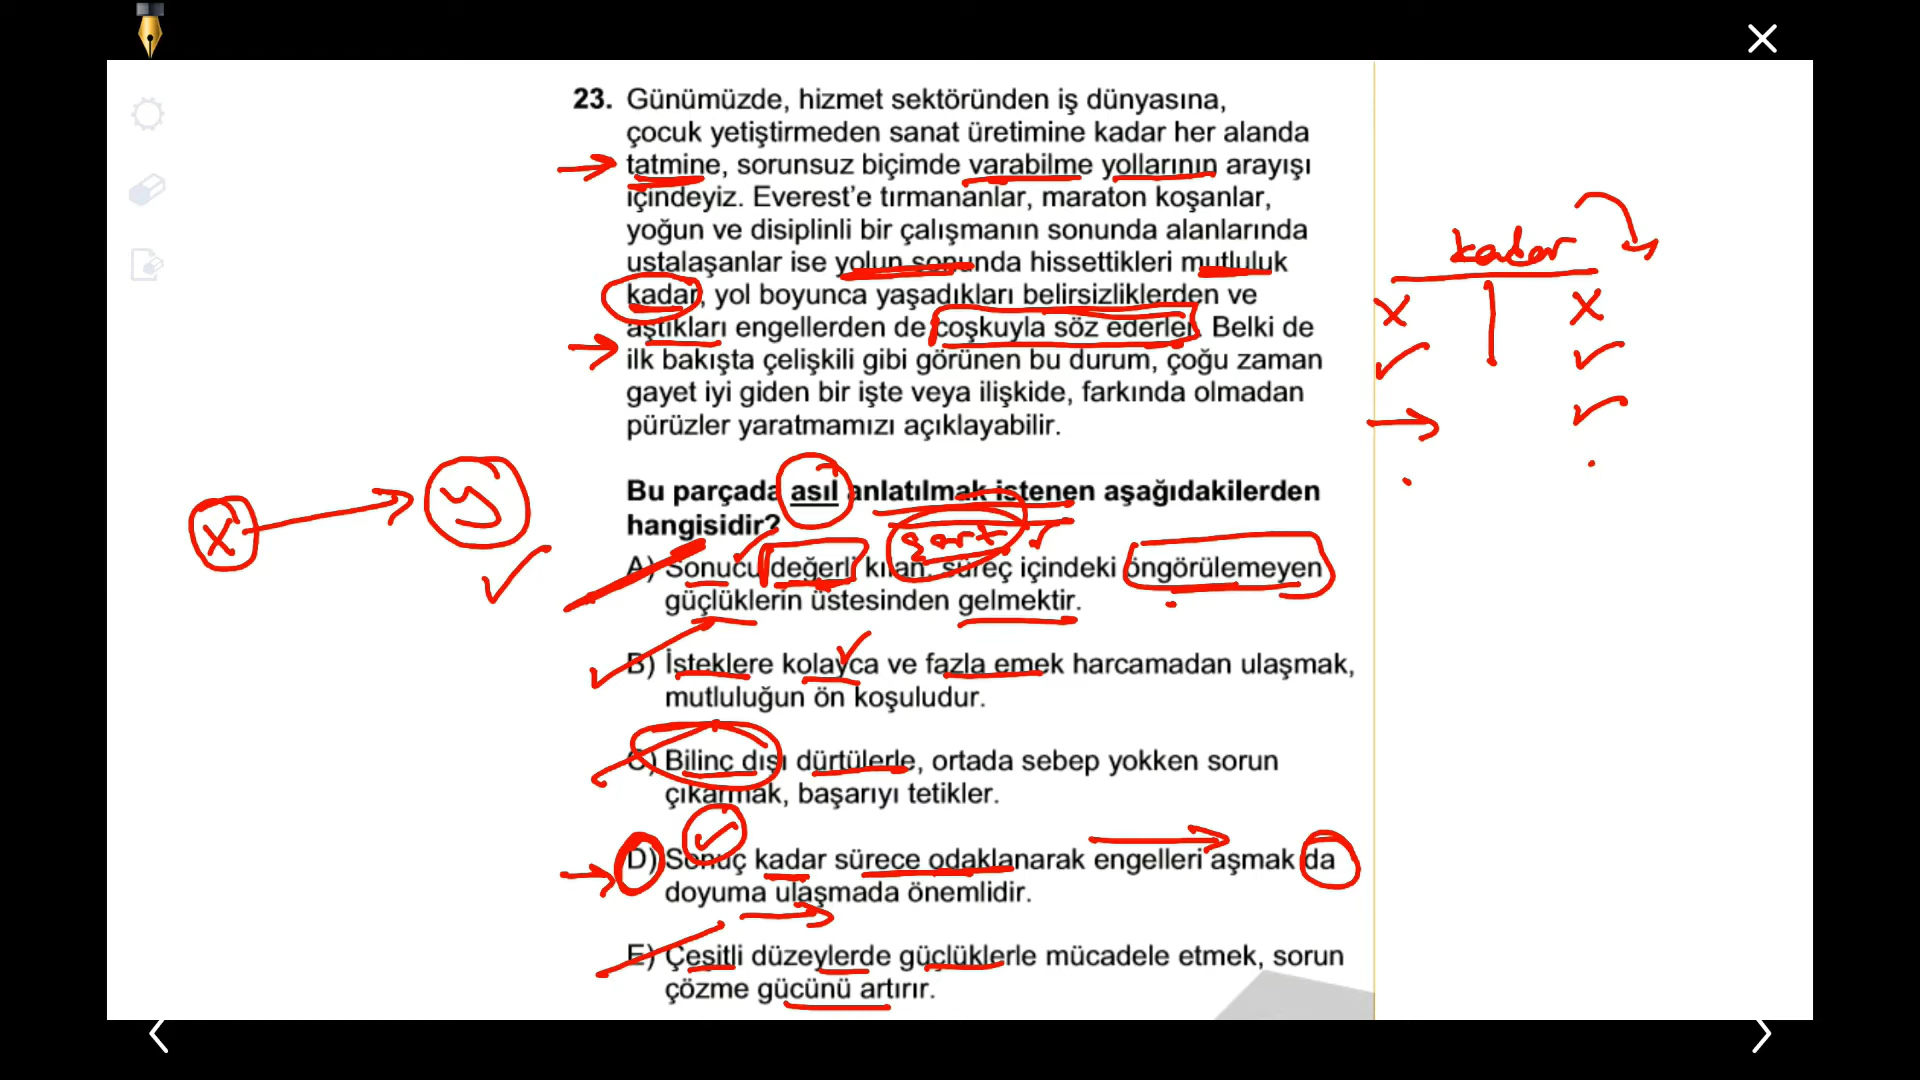 23. Günümüzde, hizmet sektöründen iş dünyasına,
çocuk yetiştirmeden sanat üretimine kadar her alanda
tatmine, sorunsuz biçimde varabilme yollarının arayışı
içindeyiz. Everest'e tırmananlar, maraton koşanlar,
yoğun ve disiplinli bir çalışmanın sonunda alanlarında
ustalaşanlar ise yolun sonunda hissettikleri mutluluk
kadar, yol boyunca yaşadıkları belirsizliklerden ve
aştıkları engellerden de coşkuyla söz ederler. Belki de
ilk bakışta çelişkili gibi görünen bu durum, çoğu zaman
gayet iyi giden bir işte veya ilişkide, farkında olmadan
pürüzler yaratmamızı açıklayabilir.
kadar
x x
Bu parçada asıl anlatılmak istenen aşağıdakilerden
hangisidir?
x y
şart
A) Sonucu değerli kılan, süreç içindeki öngörülemeyen
güçlüklerin üstesinden gelmektir.
B) İsteklere kolayca ve fazla emek harcamadan ulaşmak,
mutluluğun ön koşuludur.
C) Bilinç dışı dürtülerle, ortada sebep yokken sorun
çıkarmak, başarıyı tetikler.
D) Sonuç kadar sürece odaklanarak engelleri aşmak da
doyuma ulaşmada önemlidir.
E) Çeşitli düzeylerde güçlüklerle mücadele etmek, sorun
çözme gücünü artırır.